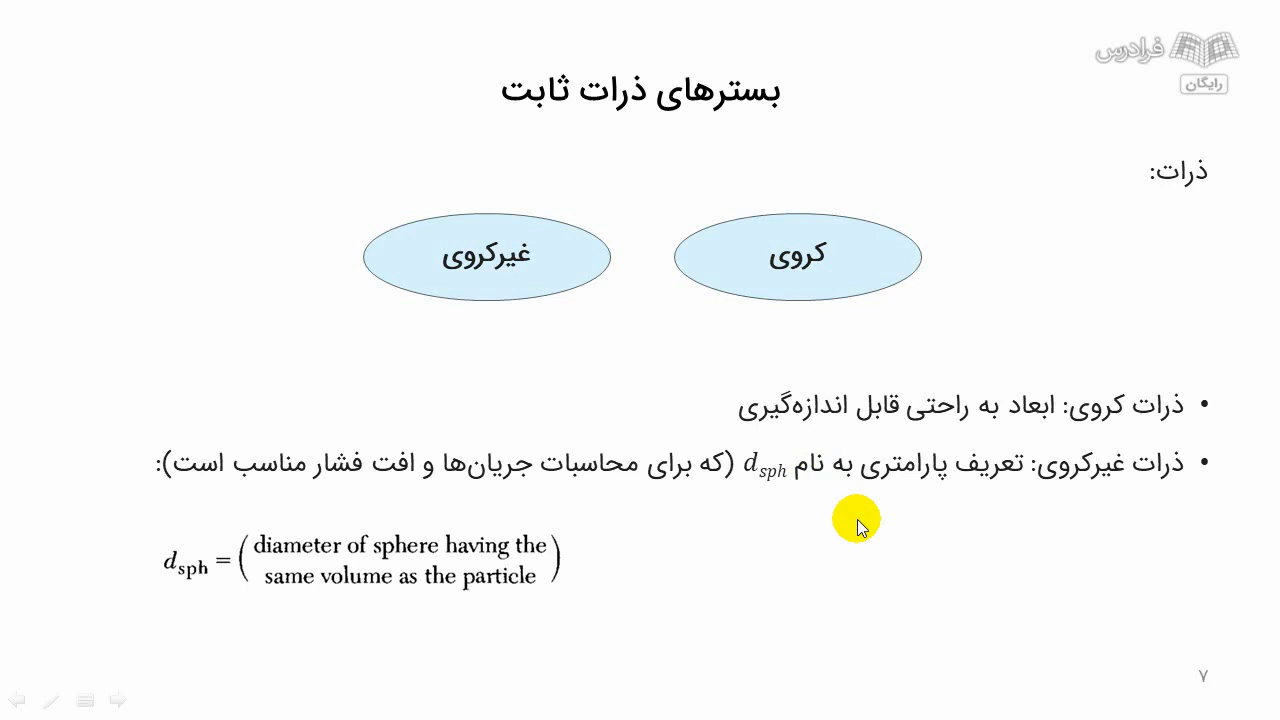 فرادرس
رایگان
بسترهای ذرات ثابت
ذرات:
کروی
غیرکروی
• ذرات کروی: ابعاد به راحتی قابل اندازه‌گیری
• ذرات غیرکروی: تعریف پارامتری به نام d_sph (که برای محاسبات جریان‌ها و افت فشار مناسب است):
d_sph = (diameter of sphere having the
same volume as the particle)
۷